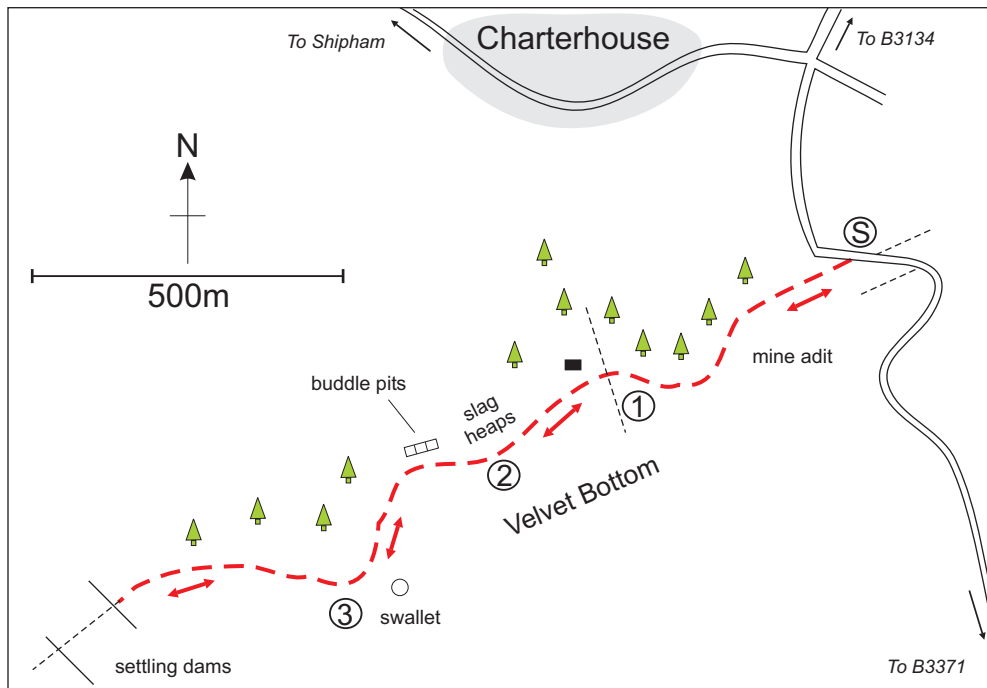 To Shipham
Charterhouse
To B3134
N
S
500m
mine adit
buddle pits
slag
heaps
1
2
Velvet Bottom
3
swallet
settling dams
To B3371